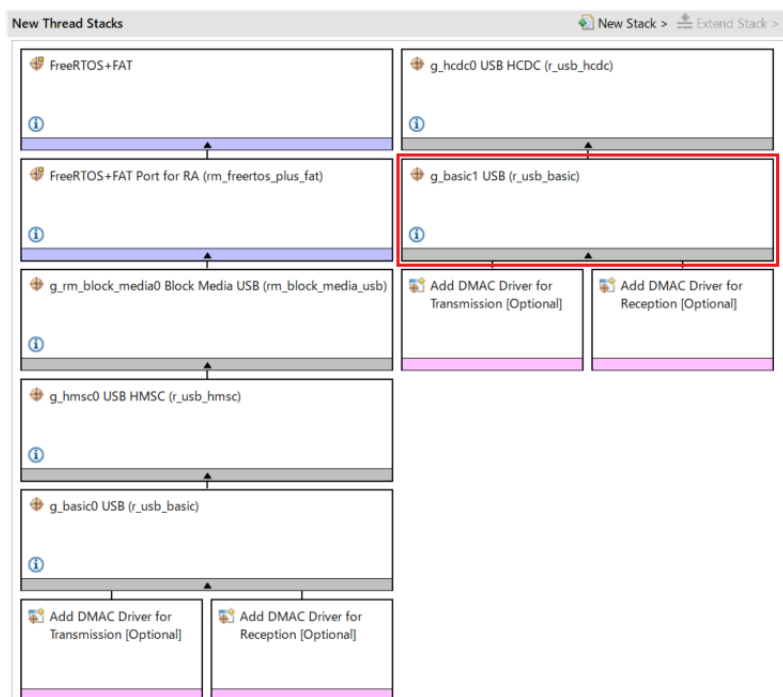 New Thread Stacks
New Stack >
Extend Stack >
FreeRTOS+FAT
g_hcdc0 USB HCDC (r_usb_hcdc)
FreeRTOS+FAT Port for RA (rm_freertos_plus_fat)
g_basic1 USB (r_usb_basic)
g_rm_block_media0 Block Media USB (rm_block_media_usb)
Add DMAC Driver for
Transmission [Optional]
Add DMAC Driver for
Reception [Optional]
g_hmsc0 USB HMSC (r_usb_hmsc)
g_basic0 USB (r_usb_basic)
Add DMAC Driver for
Transmission [Optional]
Add DMAC Driver for
Reception [Optional]